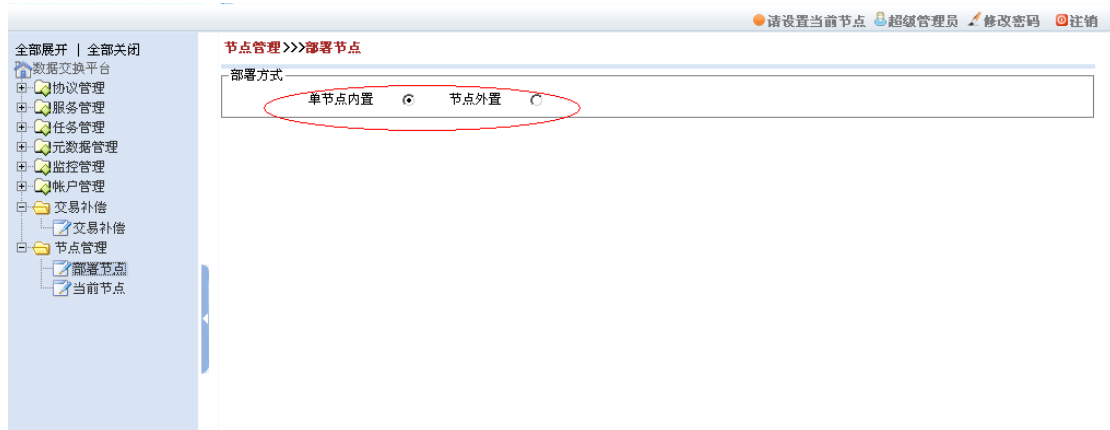 请设置当前节点 超级管理员 修改密码 注销
全部展开 | 全部关闭
数据交换平台
协议管理
服务管理
任务管理
元数据管理
监控管理
帐户管理
交易补偿
交易补偿
节点管理
部署节点
当前节点
节点管理>>>部署节点
部署方式
单节点内置 节点外置